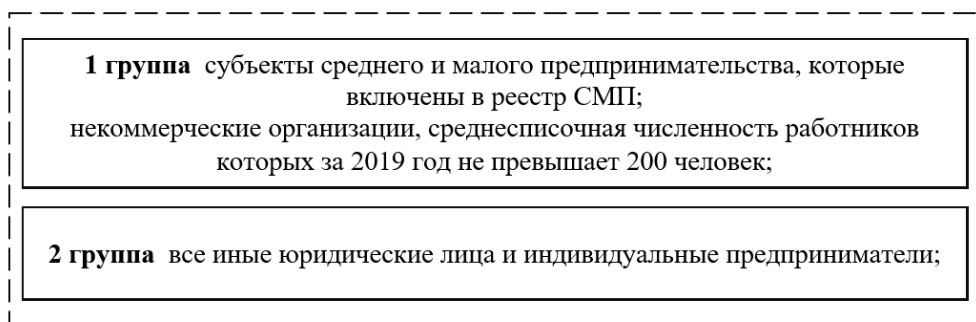 1 группа субъекты среднего и малого предпринимательства, которые
включены в реестр СМП;
некоммерческие организации, среднесписочная численность работников
которых за 2019 год не превышает 200 человек;
2 группа все иные юридические лица и индивидуальные предприниматели;